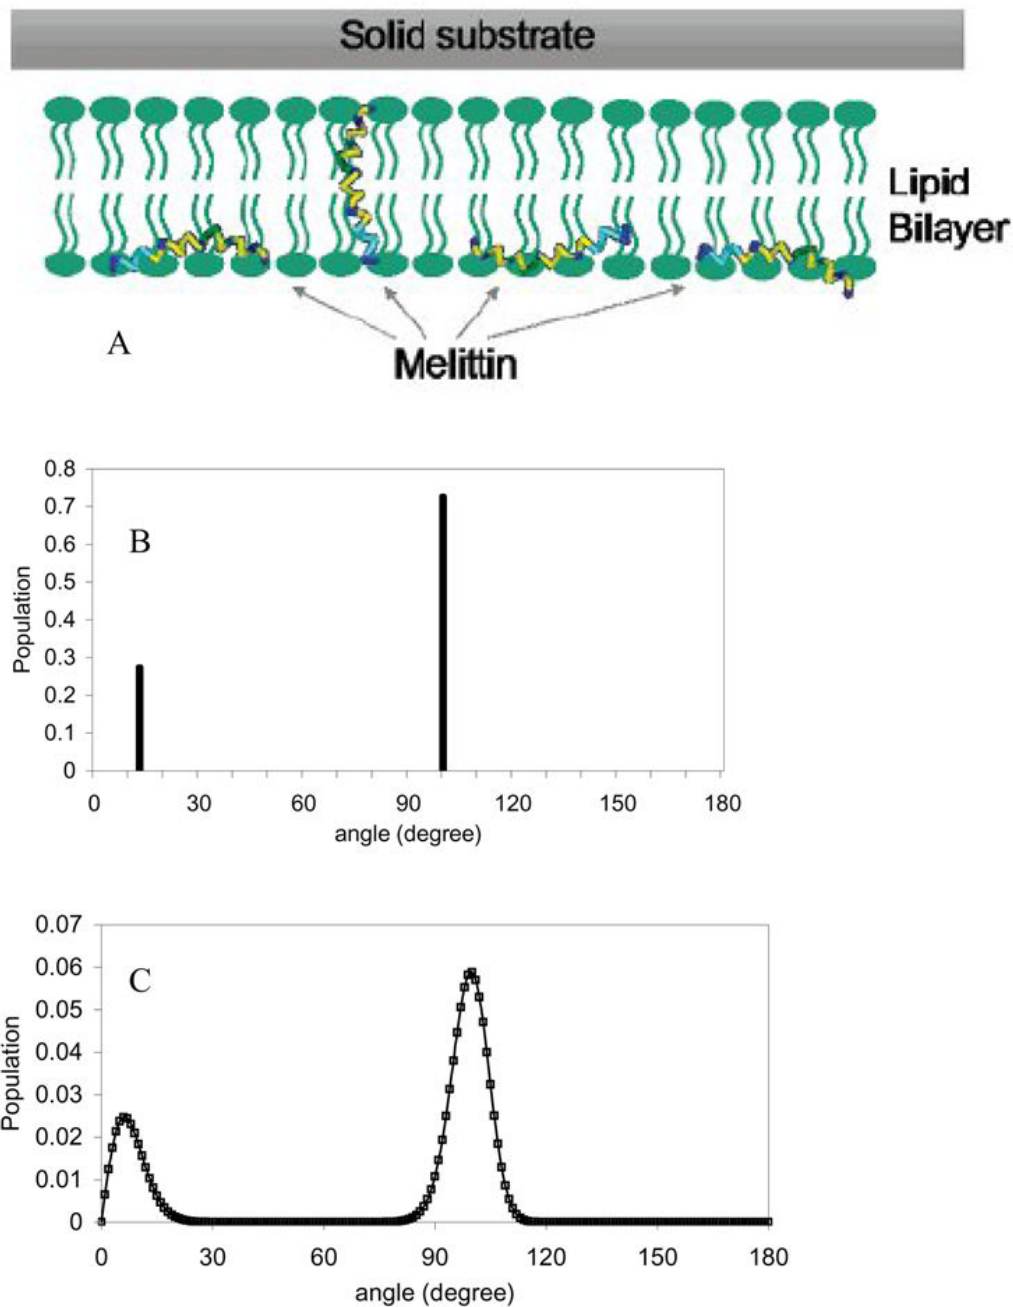 Solid substrate
Lipid
Bilayer
A
Melittin
0.8
0.7
0.6
0.5
0.4
0.3
0.2
0.1
0
Population
B
0 30 60 90 120 150 180
angle (degree)
0.07
0.06
0.05
0.04
0.03
0.02
0.01
0
Population
C
0 30 60 90 120 150 180
angle (degree)